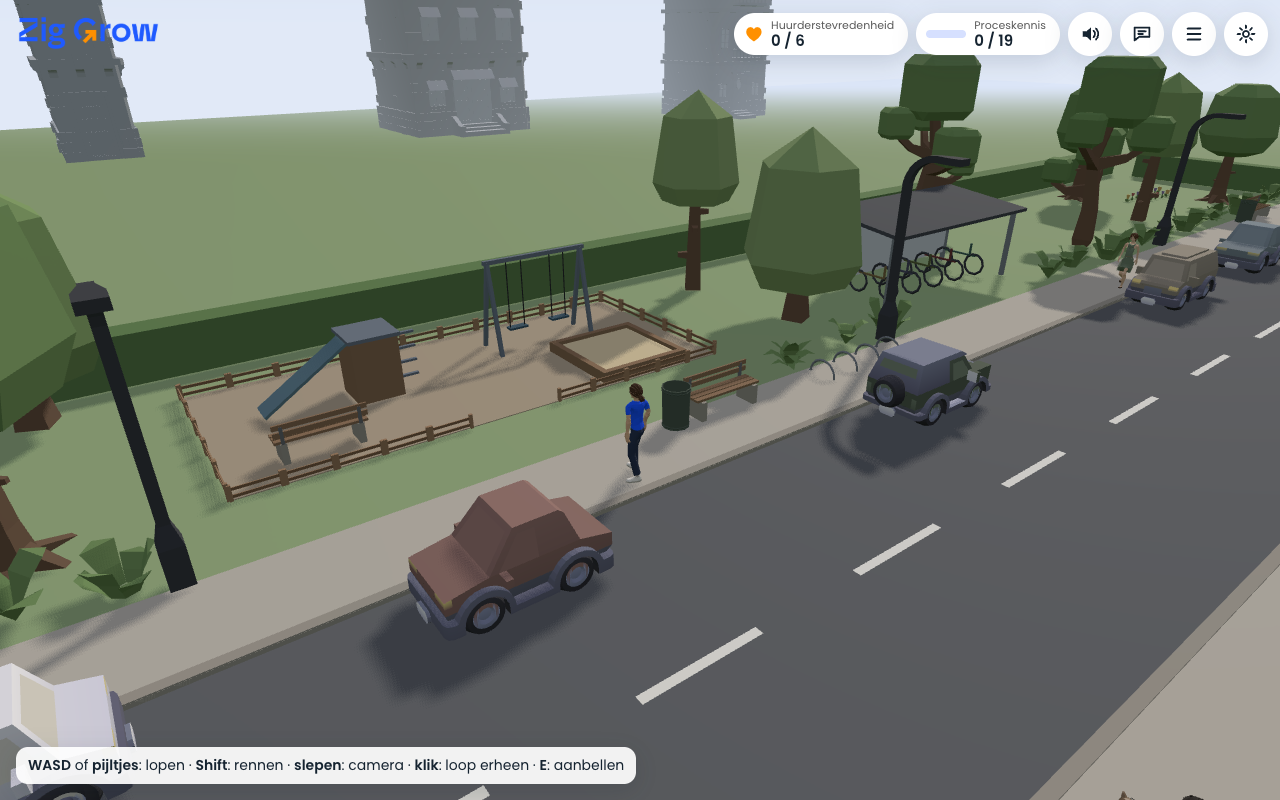 Zig Grow
Huurderstevredenheid
0 / 6
Proceskennis
0 / 19
WASD of pijltjes: lopen · Shift: rennen · slepen: camera · klik: loop erheen · E: aanbellen